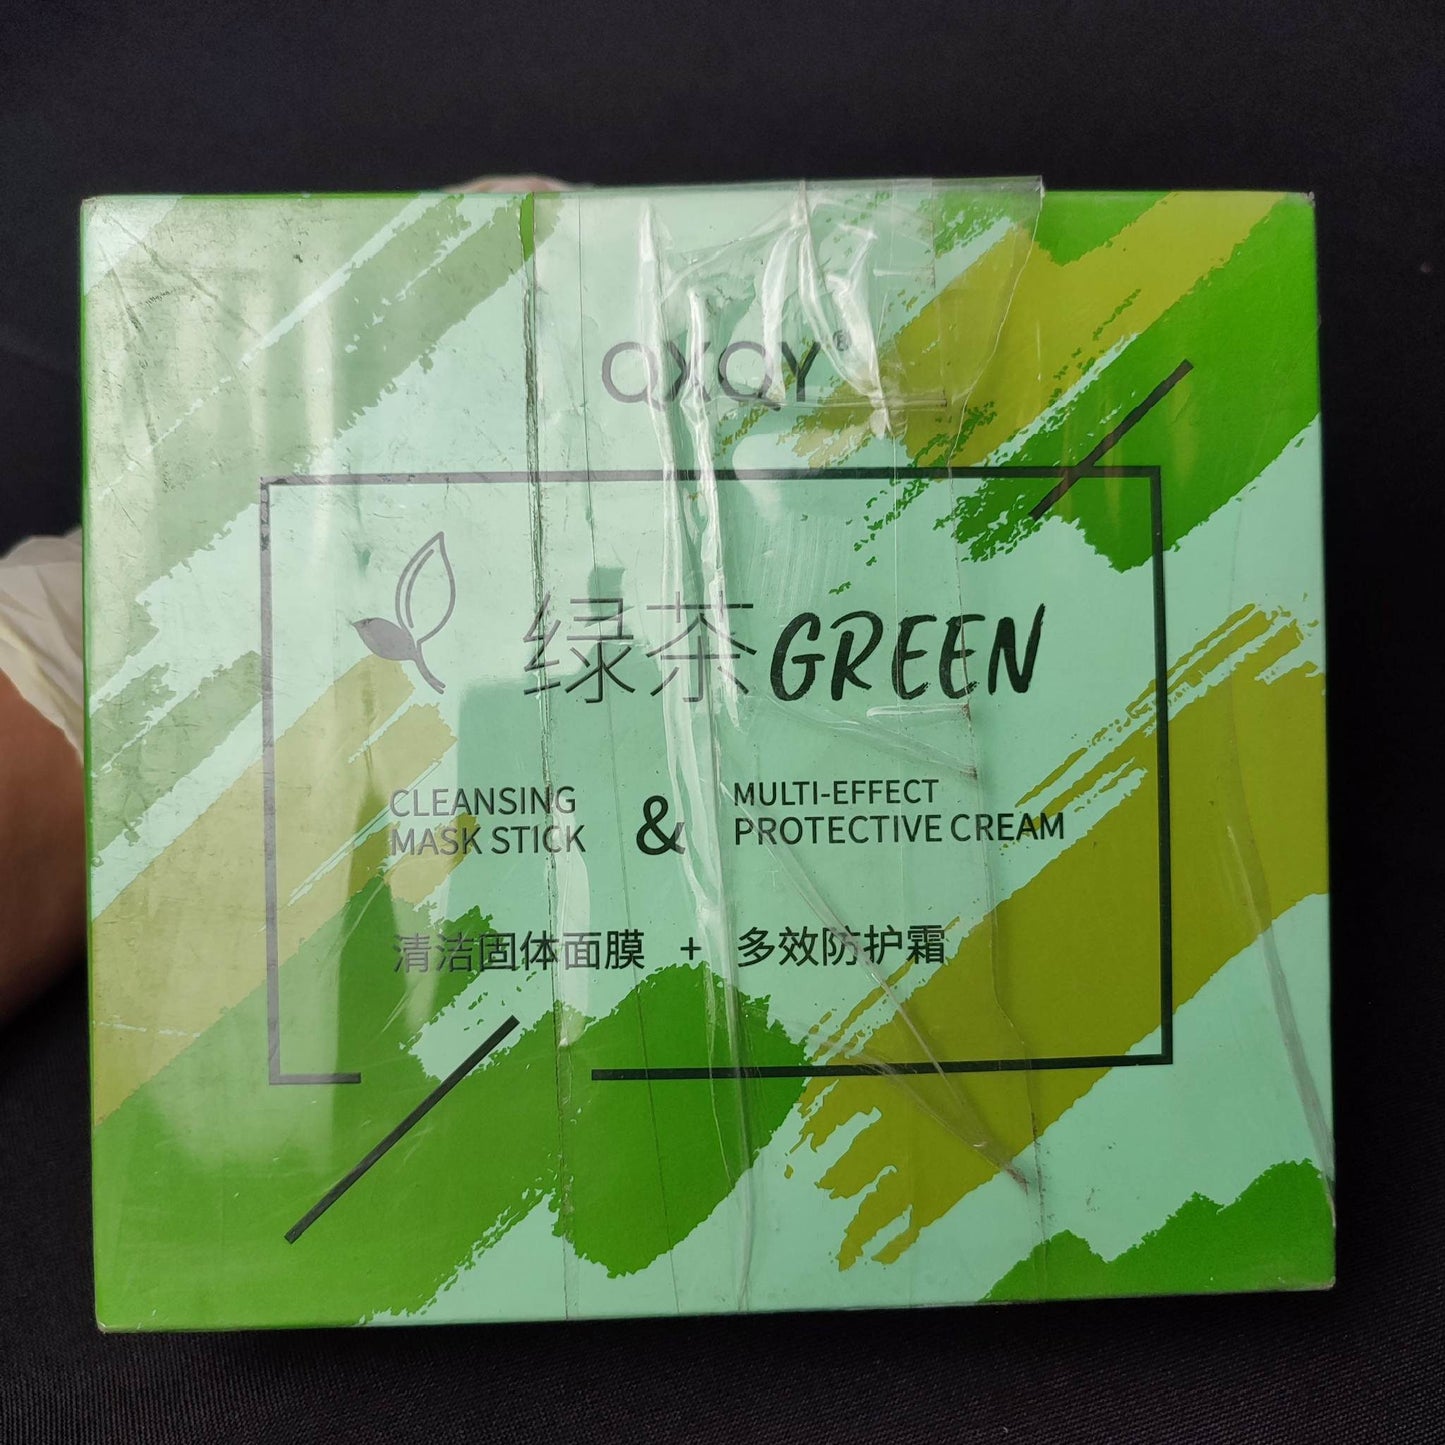 QXQY®
绿茶GREEN
CLEANSING
MASK STICK
&
MULTI-EFFECT
PROTECTIVE CREAM
清洁固体面膜 + 多效防护霜